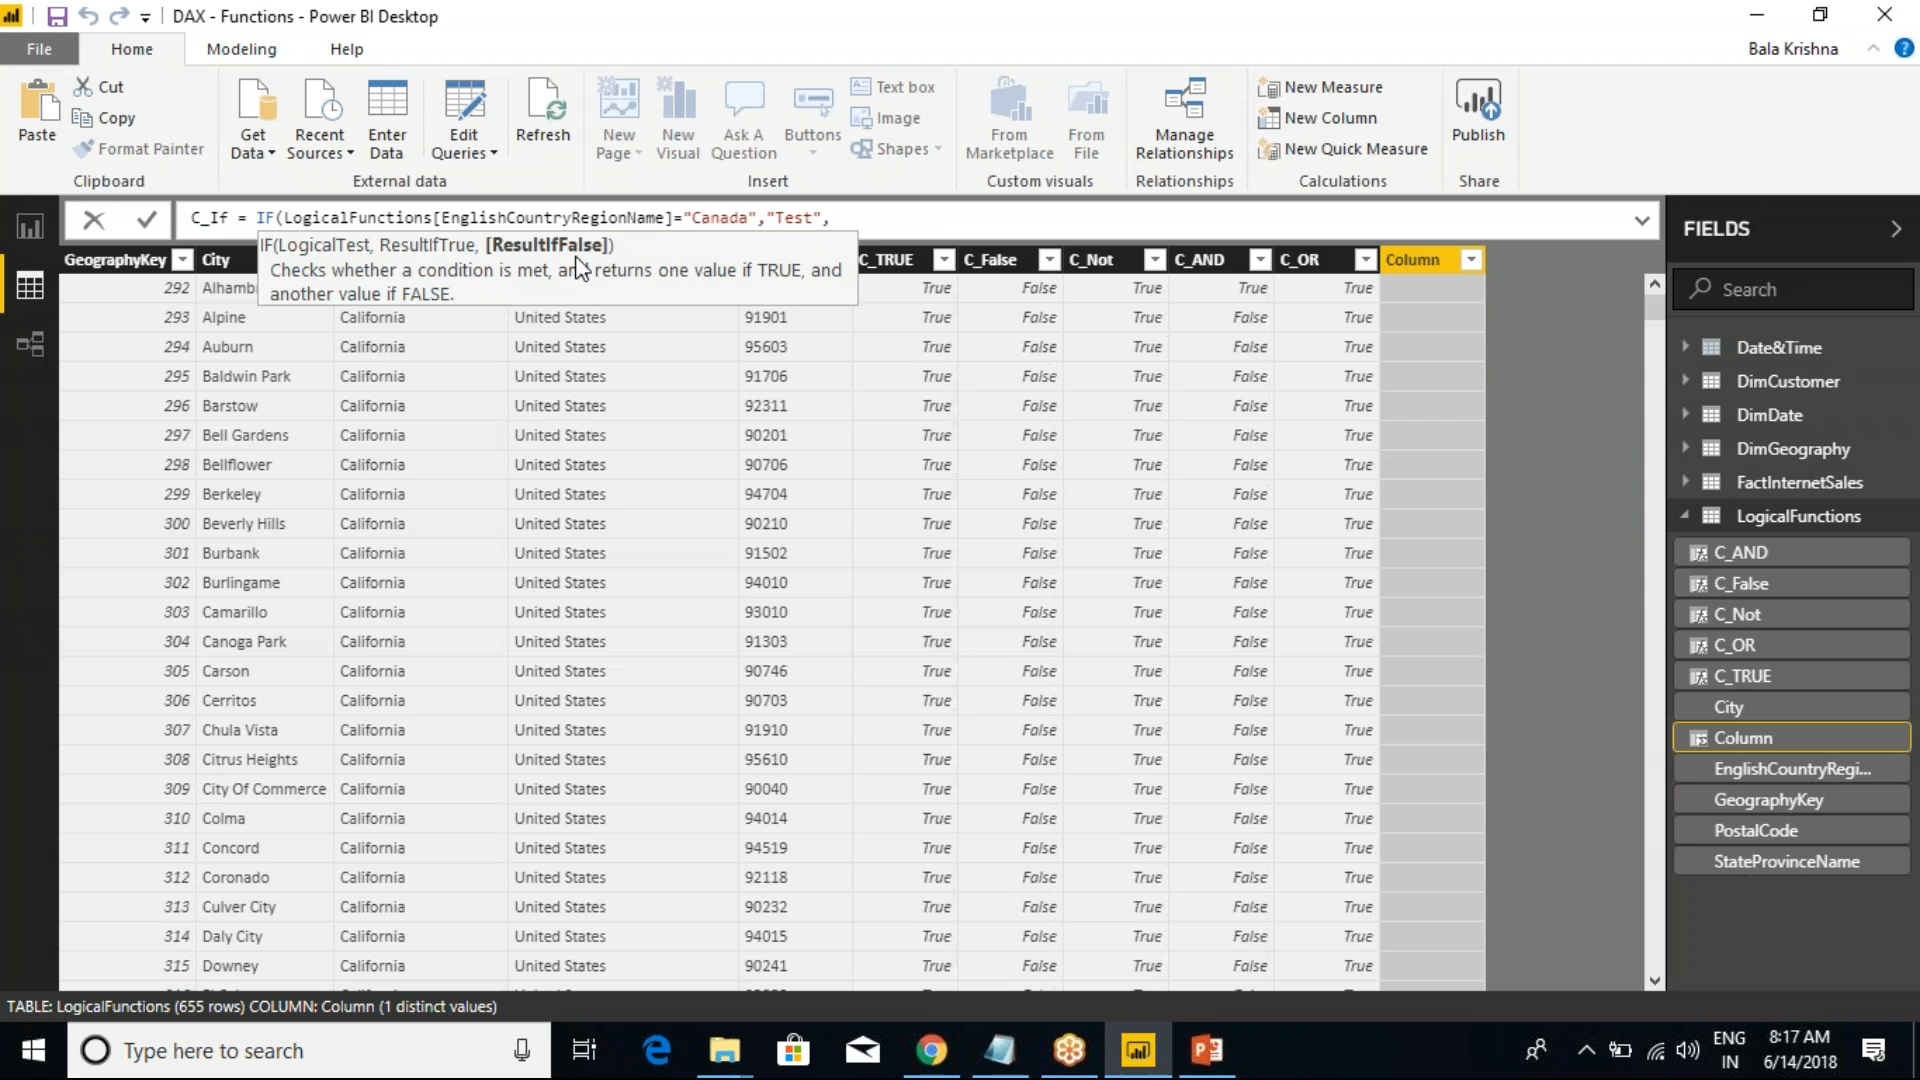 DAX - Functions - Power BI Desktop
File Home Modeling Help Bala Krishna
Paste Cut Copy Format Painter
Get Data Recent Sources Enter Data Edit Queries Refresh
New Page New Visual Ask A Question Buttons Text box Image Shapes
From Marketplace From File Manage Relationships
New Measure New Column New Quick Measure Publish
Clipboard External data Insert Custom visuals Relationships Calculations Share
C_If = IF(LogicalFunctions[EnglishCountryRegionName]="Canada","Test",
IF(LogicalTest, ResultIfTrue, [ResultIfFalse])
Checks whether a condition is met, and returns one value if TRUE, and
another value if FALSE.
GeographyKey City C_TRUE C_False C_Not C_AND C_OR Column
292 Alhamb True False True True True
293 Alpine California United States 91901 True False True False True
294 Auburn California United States 95603 True False True False True
295 Baldwin Park California United States 91706 True False True False True
296 Barstow California United States 92311 True False True False True
297 Bell Gardens California United States 90201 True False True False True
298 Bellflower California United States 90706 True False True False True
299 Berkeley California United States 94704 True False True False True
300 Beverly Hills California United States 90210 True False True False True
301 Burbank California United States 91502 True False True False True
302 Burlingame California United States 94010 True False True False True
303 Camarillo California United States 93010 True False True False True
304 Canoga Park California United States 91303 True False True False True
305 Carson California United States 90746 True False True False True
306 Cerritos California United States 90703 True False True False True
307 Chula Vista California United States 91910 True False True False True
308 Citrus Heights California United States 95610 True False True False True
309 City Of Commerce California United States 90040 True False True False True
310 Colma California United States 94014 True False True False True
311 Concord California United States 94519 True False True False True
312 Coronado California United States 92118 True False True False True
313 Culver City California United States 90232 True False True False True
314 Daly City California United States 94015 True False True False True
315 Downey California United States 90241 True False True False True
FIELDS
Search
Date&Time
DimCustomer
DimDate
DimGeography
FactInternetSales
LogicalFunctions
C_AND
C_False
C_Not
C_OR
C_TRUE
City
Column
EnglishCountryRegi...
GeographyKey
PostalCode
StateProvinceName
TABLE: LogicalFunctions (655 rows) COLUMN: Column (1 distinct values)
Type here to search
ENG
IN
8:17 AM
6/14/2018